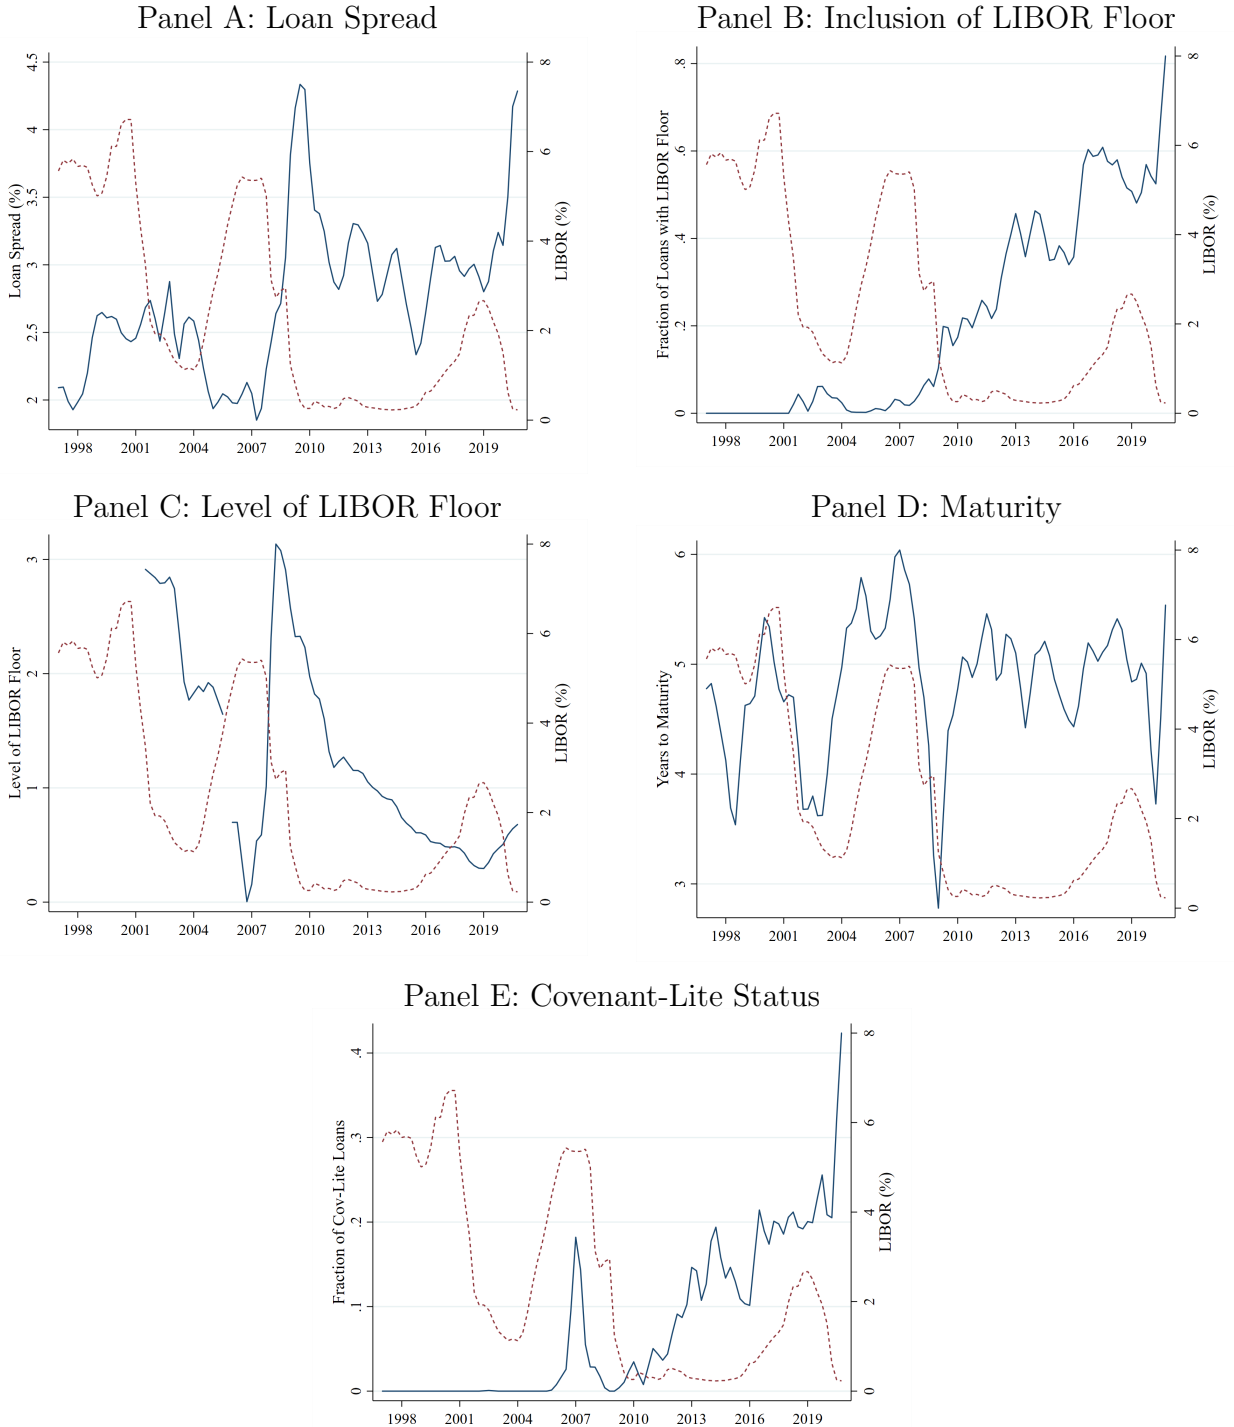 Panel A: Loan Spread
Loan Spread (%)
2 2.5 3 3.5 4 4.5
LIBOR (%)
0 2 4 6 8
1998 2001 2004 2007 2010 2013 2016 2019
Panel B: Inclusion of LIBOR Floor
Fraction of Loans with LIBOR Floor
0 .2 .4 .6 .8
LIBOR (%)
0 2 4 6 8
1998 2001 2004 2007 2010 2013 2016 2019
Panel C: Level of LIBOR Floor
Level of LIBOR Floor
0 1 2 3
LIBOR (%)
0 2 4 6 8
1998 2001 2004 2007 2010 2013 2016 2019
Panel D: Maturity
Years to Maturity
3 4 5 6
LIBOR (%)
0 2 4 6 8
1998 2001 2004 2007 2010 2013 2016 2019
Panel E: Covenant-Lite Status
Fraction of Cov-Lite Loans
0 .1 .2 .3 .4
LIBOR (%)
0 2 4 6 8
1998 2001 2004 2007 2010 2013 2016 2019